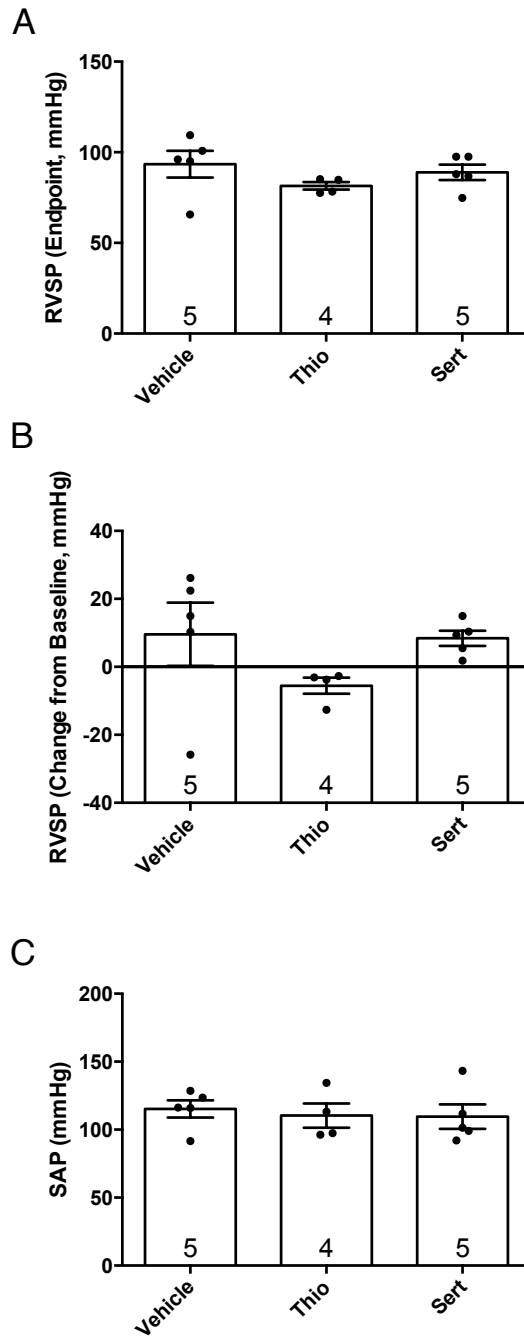 A
RVSP (Endpoint, mmHg)
150
100
50
0
5
4
5
Vehicle
Thio
Sert
B
RVSP (Change from Baseline, mmHg)
40
20
0
-20
-40
5
4
5
Vehicle
Thio
Sert
C
SAP (mmHg)
200
150
100
50
0
5
4
5
Vehicle
Thio
Sert